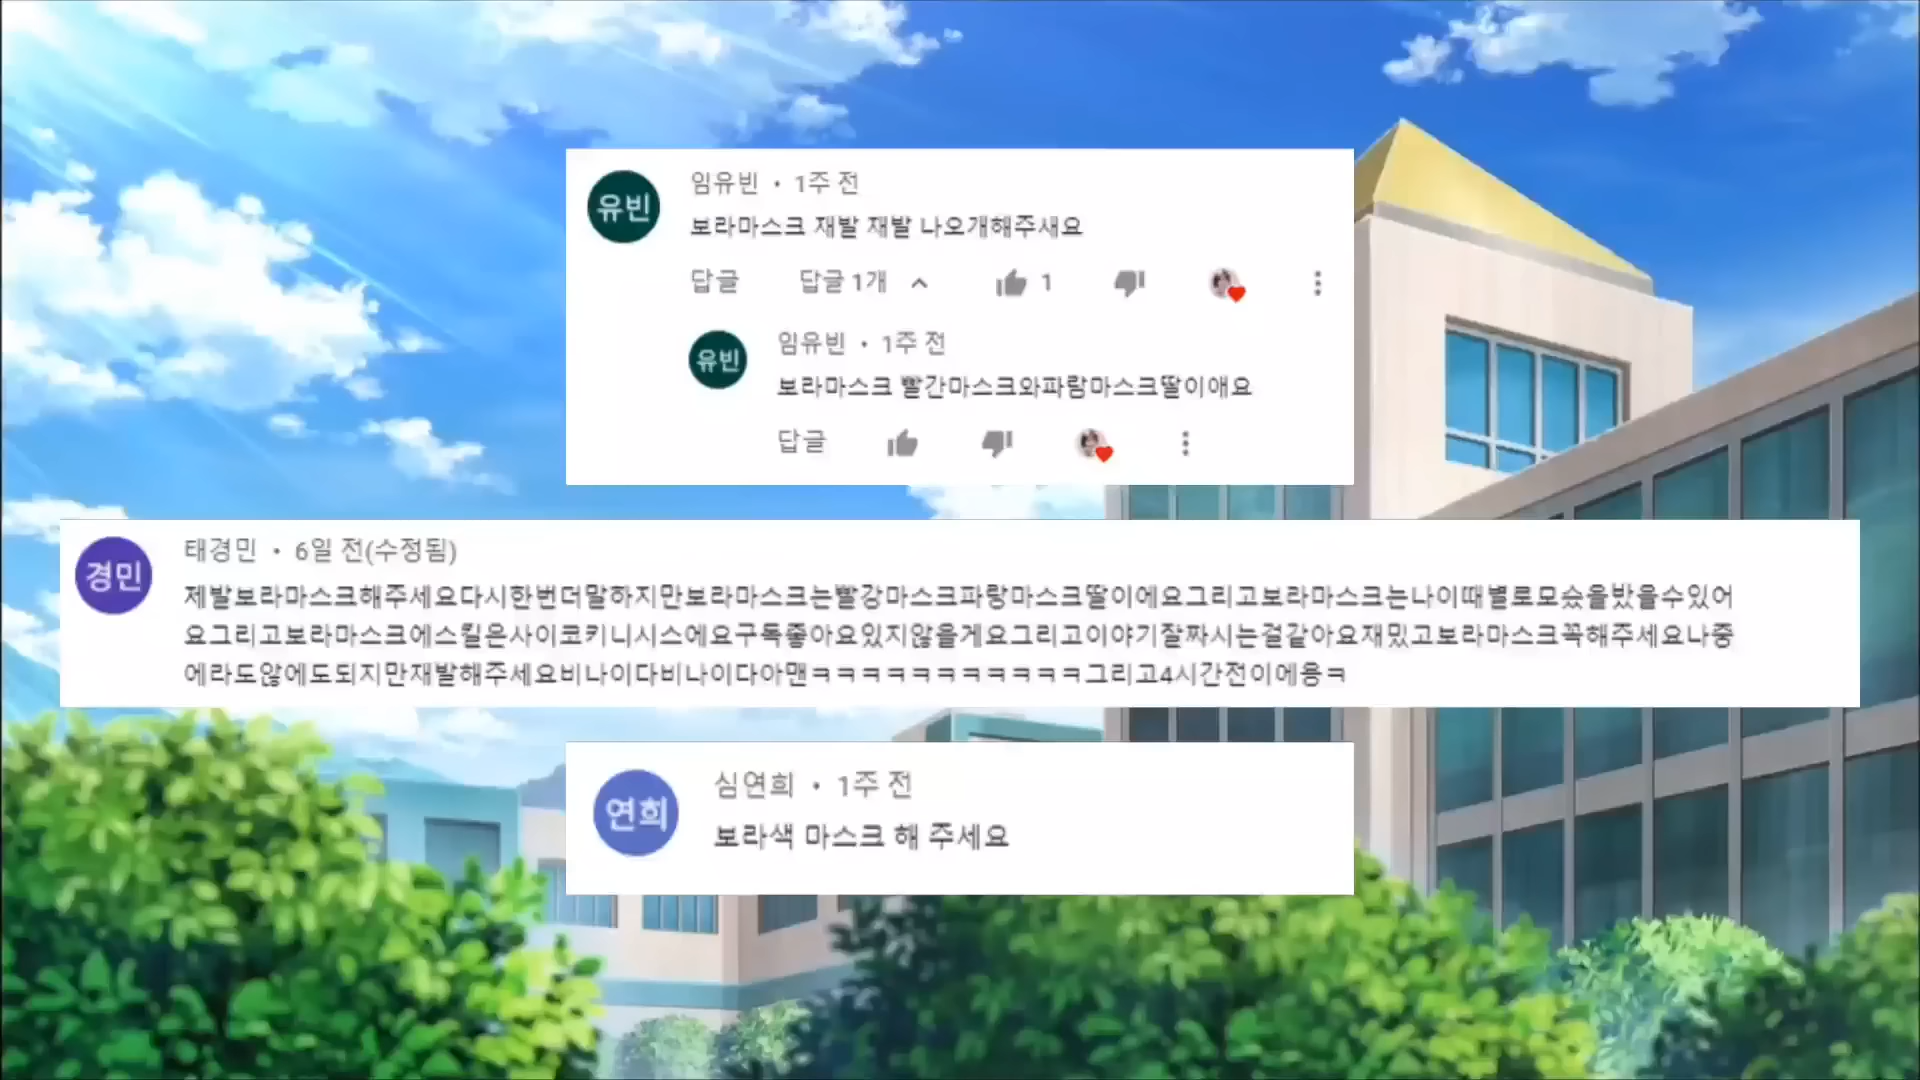 유빈
임유빈 • 1주 전
보라마스크 재발 재발 나오개해주새요
답글 답글 1개 1
유빈
임유빈 • 1주 전
보라마스크 빨간마스크와파랑마스크딸이애요
답글
경민
태경민 • 6일 전(수정됨)
제발보라마스크해주세요다시한번더말하지만보라마스크는빨강마스크파랑마스크딸이에요그리고보라마스크는나이때별로모슸을밨을수있어
요그리고보라마스크에스킬은사이코키니시스에요구독좋아요있지않을게요그리고이야기잘짜시는걸같아요재밌고보라마스크꼭해주세요나중
에라도않에도되지만재발해주세요비나이다비나이다아맨ㅋㅋㅋㅋㅋㅋㅋㅋㅋㅋㅋ그리고4시간전이에용ㅋ
연희
심연희 • 1주 전
보라색 마스크 해 주세요